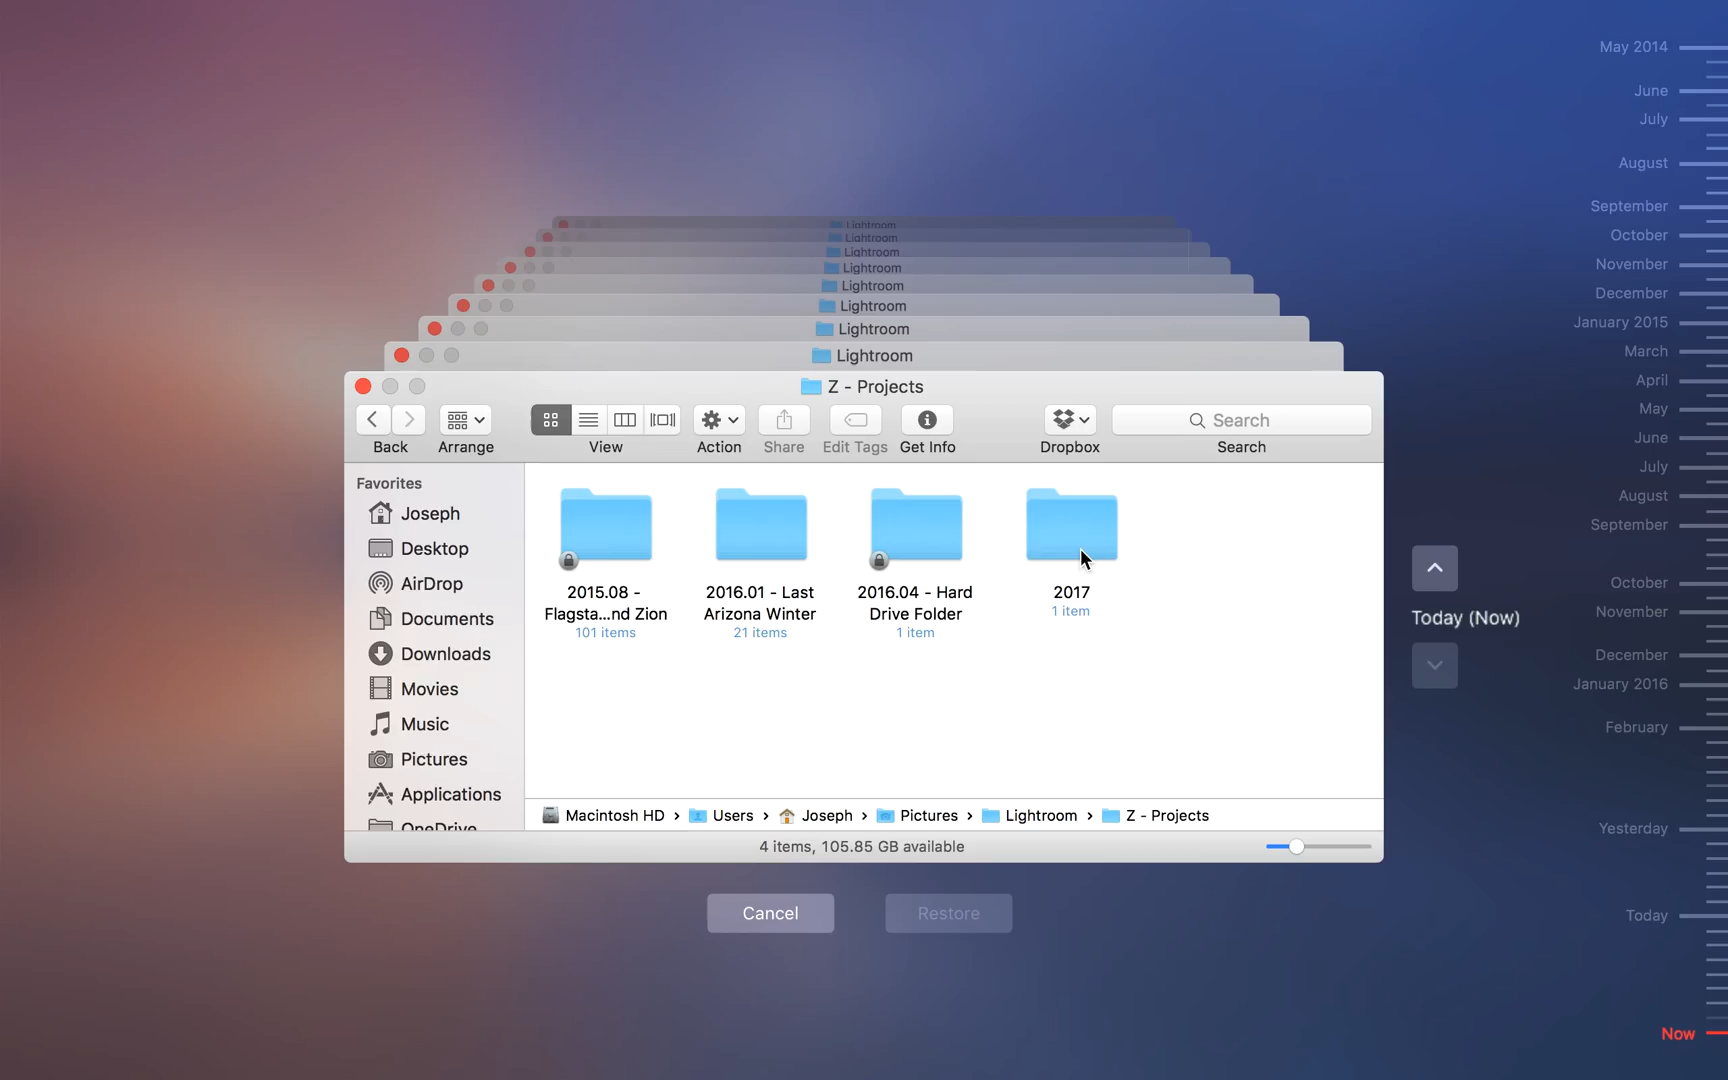 Lightroom
Lightroom
Lightroom
Lightroom
Lightroom
Lightroom
Lightroom
Lightroom
Z - Projects
Back
Arrange
View
Action
Share
Edit Tags
Get Info
Dropbox
Search
Search
Favorites
Joseph
Desktop
AirDrop
Documents
Downloads
Movies
Music
Pictures
Applications
OneDrive
2015.08 -
Flagsta...nd Zion
101 items
2016.01 - Last
Arizona Winter
21 items
2016.04 - Hard
Drive Folder
1 item
2017
1 item
Macintosh HD › Users › Joseph › Pictures › Lightroom › Z - Projects
4 items, 105.85 GB available
Cancel
Restore
Today (Now)
May 2014
June
July
August
September
October
November
December
January 2015
March
April
May
June
July
August
September
October
November
December
January 2016
February
Yesterday
Today
Now